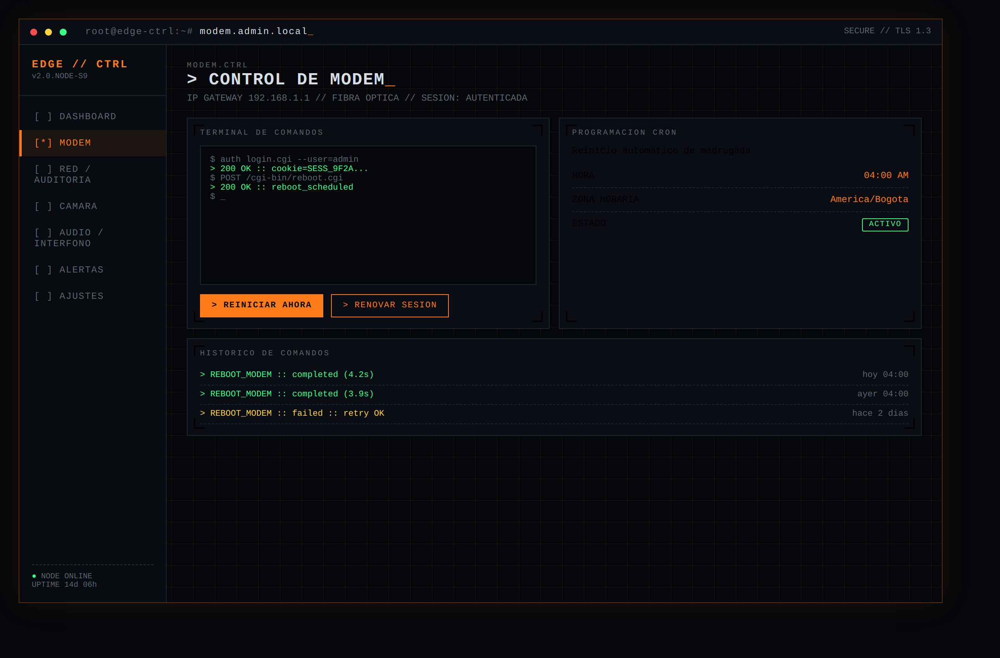 root@edge-ctrl:~# modem.admin.local_
SECURE // TLS 1.3
EDGE // CTRL
v2.0.NODE-S9
[ ] DASHBOARD
[*] MODEM
[ ] RED /
AUDITORIA
[ ] CAMARA
[ ] AUDIO /
INTERFONO
[ ] ALERTAS
[ ] AJUSTES
● NODE ONLINE
UPTIME 14d 06h
MODEM.CTRL
> CONTROL DE MODEM_
IP GATEWAY 192.168.1.1 // FIBRA OPTICA // SESION: AUTENTICADA
TERMINAL DE COMANDOS
$ auth login.cgi --user=admin
> 200 OK :: cookie=SESS_9F2A...
$ POST /cgi-bin/reboot.cgi
> 200 OK :: reboot_scheduled
$ _
> REINICIAR AHORA
> RENOVAR SESION
PROGRAMACION CRON
Reinicio automatico de madrugada
HORA 04:00 AM
ZONA HORARIA America/Bogota
ESTADO ACTIVO
HISTORICO DE COMANDOS
> REBOOT_MODEM :: completed (4.2s) hoy 04:00
> REBOOT_MODEM :: completed (3.9s) ayer 04:00
> REBOOT_MODEM :: failed :: retry OK hace 2 dias